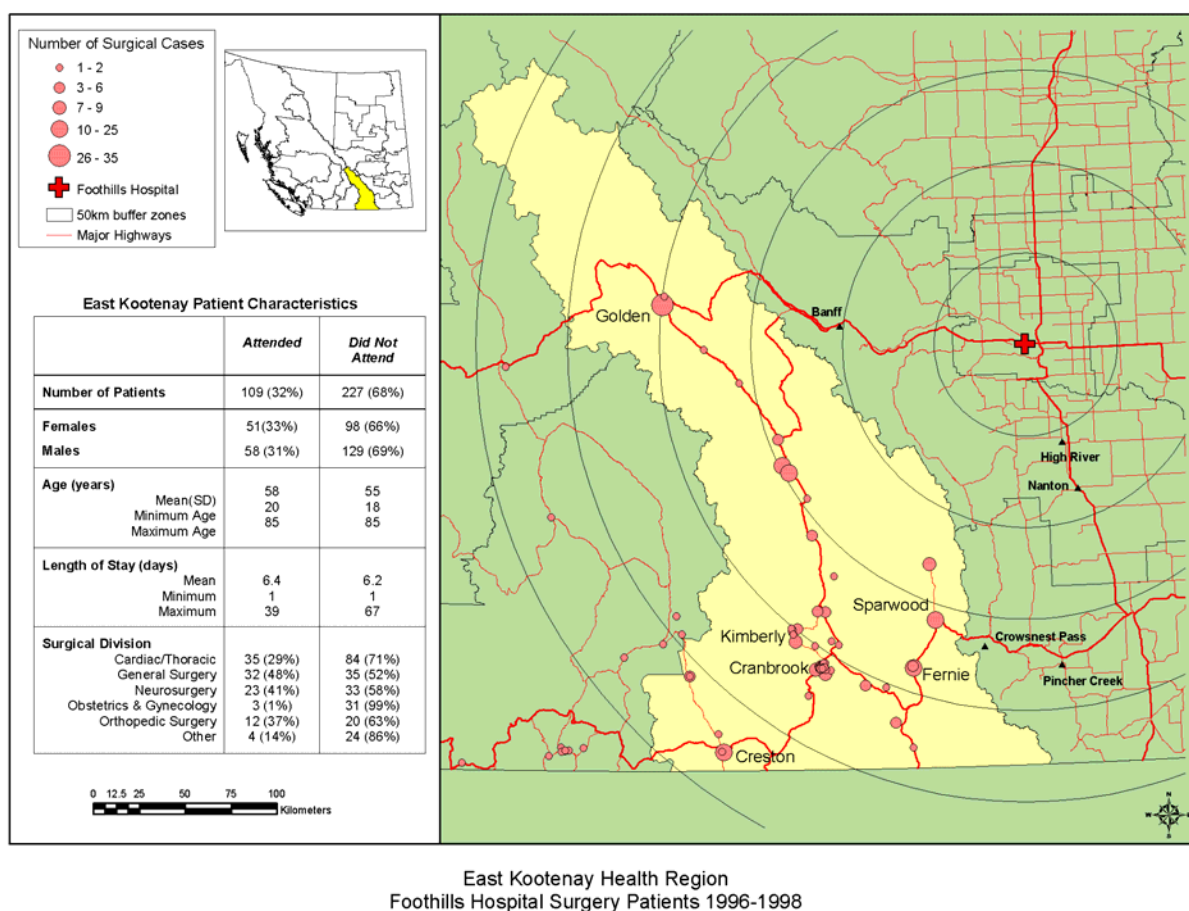 Number of Surgical Cases
1 - 2
3 - 6
7 - 9
10 - 25
26 - 35
Foothills Hospital
50km buffer zones
Major Highways
East Kootenay Patient Characteristics
Attended Did Not
Attend
Number of Patients 109 (32%) 227 (68%)
Females 51(33%) 98 (66%)
Males 58 (31%) 129 (69%)
Age (years)
Mean(SD) 58 55
Minimum Age 20 18
Maximum Age 85 85
Length of Stay (days)
Mean 6.4 6.2
Minimum 1 1
Maximum 39 67
Surgical Division
Cardiac/Thoracic 35 (29%) 84 (71%)
General Surgery 32 (48%) 35 (52%)
Neurosurgery 23 (41%) 33 (58%)
Obstetrics & Gynecology 3 (1%) 31 (99%)
Orthopedic Surgery 12 (37%) 20 (63%)
Other 4 (14%) 24 (86%)
0 12.5 25 50 75 100
Kilometers
Golden
Banff
High River
Nanton
Sparwood
Kimberly
Crowsnest Pass
Cranbrook
Fernie
Pincher Creek
Creston
N
W E
S
East Kootenay Health Region
Foothills Hospital Surgery Patients 1996-1998